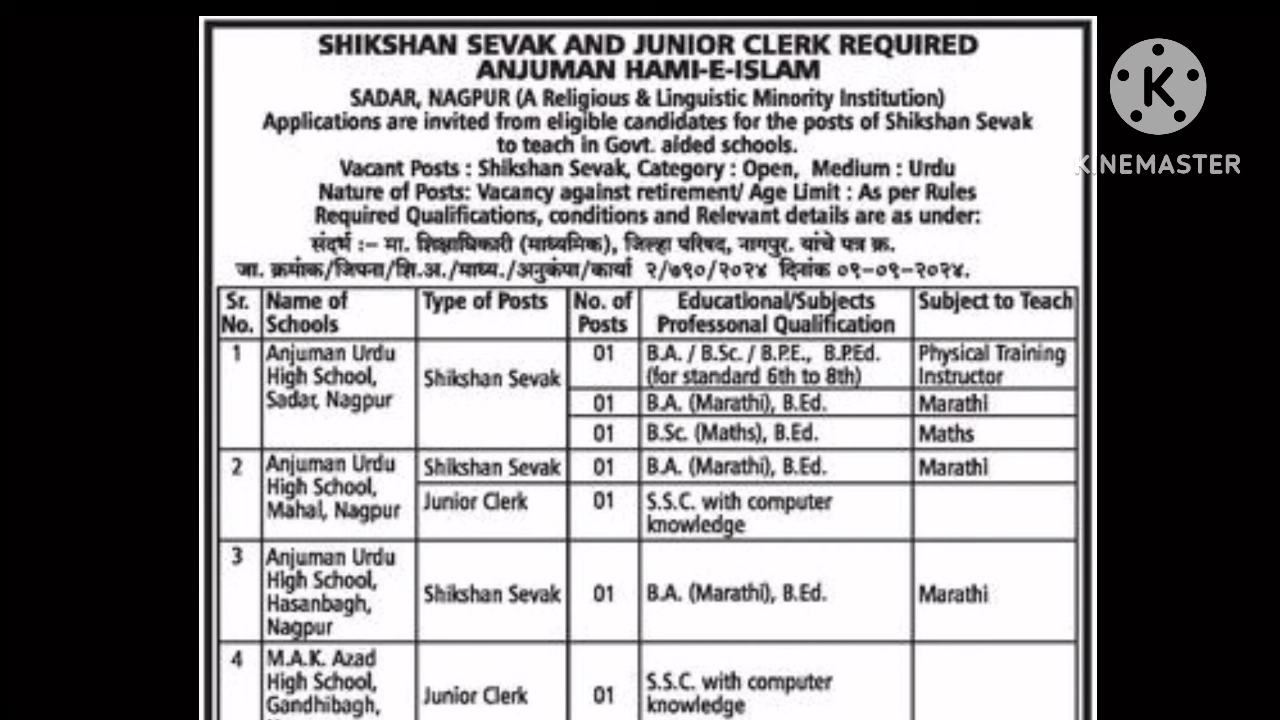 SHIKSHAN SEVAK AND JUNIOR CLERK REQUIRED
ANJUMAN HAMI-E-ISLAM
SADAR, NAGPUR (A Religious & Linguistic Minority Institution)
Applications are invited from eligible candidates for the posts of Shikshan Sevak
to teach in Govt. aided schools.
Vacant Posts : Shikshan Sevak, Category : Open, Medium : Urdu
Nature of Posts: Vacancy against retirement/ Age Limit : As per Rules
Required Qualifications, conditions and Relevant details are as under:
संदर्भ :– मा. शिक्षाधिकारी (माध्यमिक), जिल्हा परिषद, नागपुर. यांचे पत्र क्र.
जा. क्रमांक/जिपना/शि.अ./माध्य./अनुकंपा/कार्या २/७९०/२०२४ दिनांक ०९-०९-२०२४.
Sr. No. Name of Schools Type of Posts No. of Posts Educational/Subjects Professonal Qualification Subject to Teach
1 Anjuman Urdu High School, Sadar, Nagpur Shikshan Sevak 01 B.A. / B.Sc. / B.P.E., B.P.Ed. (for standard 6th to 8th) Physical Training Instructor
01 B.A. (Marathi), B.Ed. Marathi
01 B.Sc. (Maths), B.Ed. Maths
2 Anjuman Urdu High School, Mahal, Nagpur Shikshan Sevak 01 B.A. (Marathi), B.Ed. Marathi
Junior Clerk 01 S.S.C. with computer knowledge
3 Anjuman Urdu High School, Hasanbagh, Nagpur Shikshan Sevak 01 B.A. (Marathi), B.Ed. Marathi
4 M.A.K. Azad High School, Gandhibagh, Junior Clerk 01 S.S.C. with computer knowledge
K
KINEMASTER